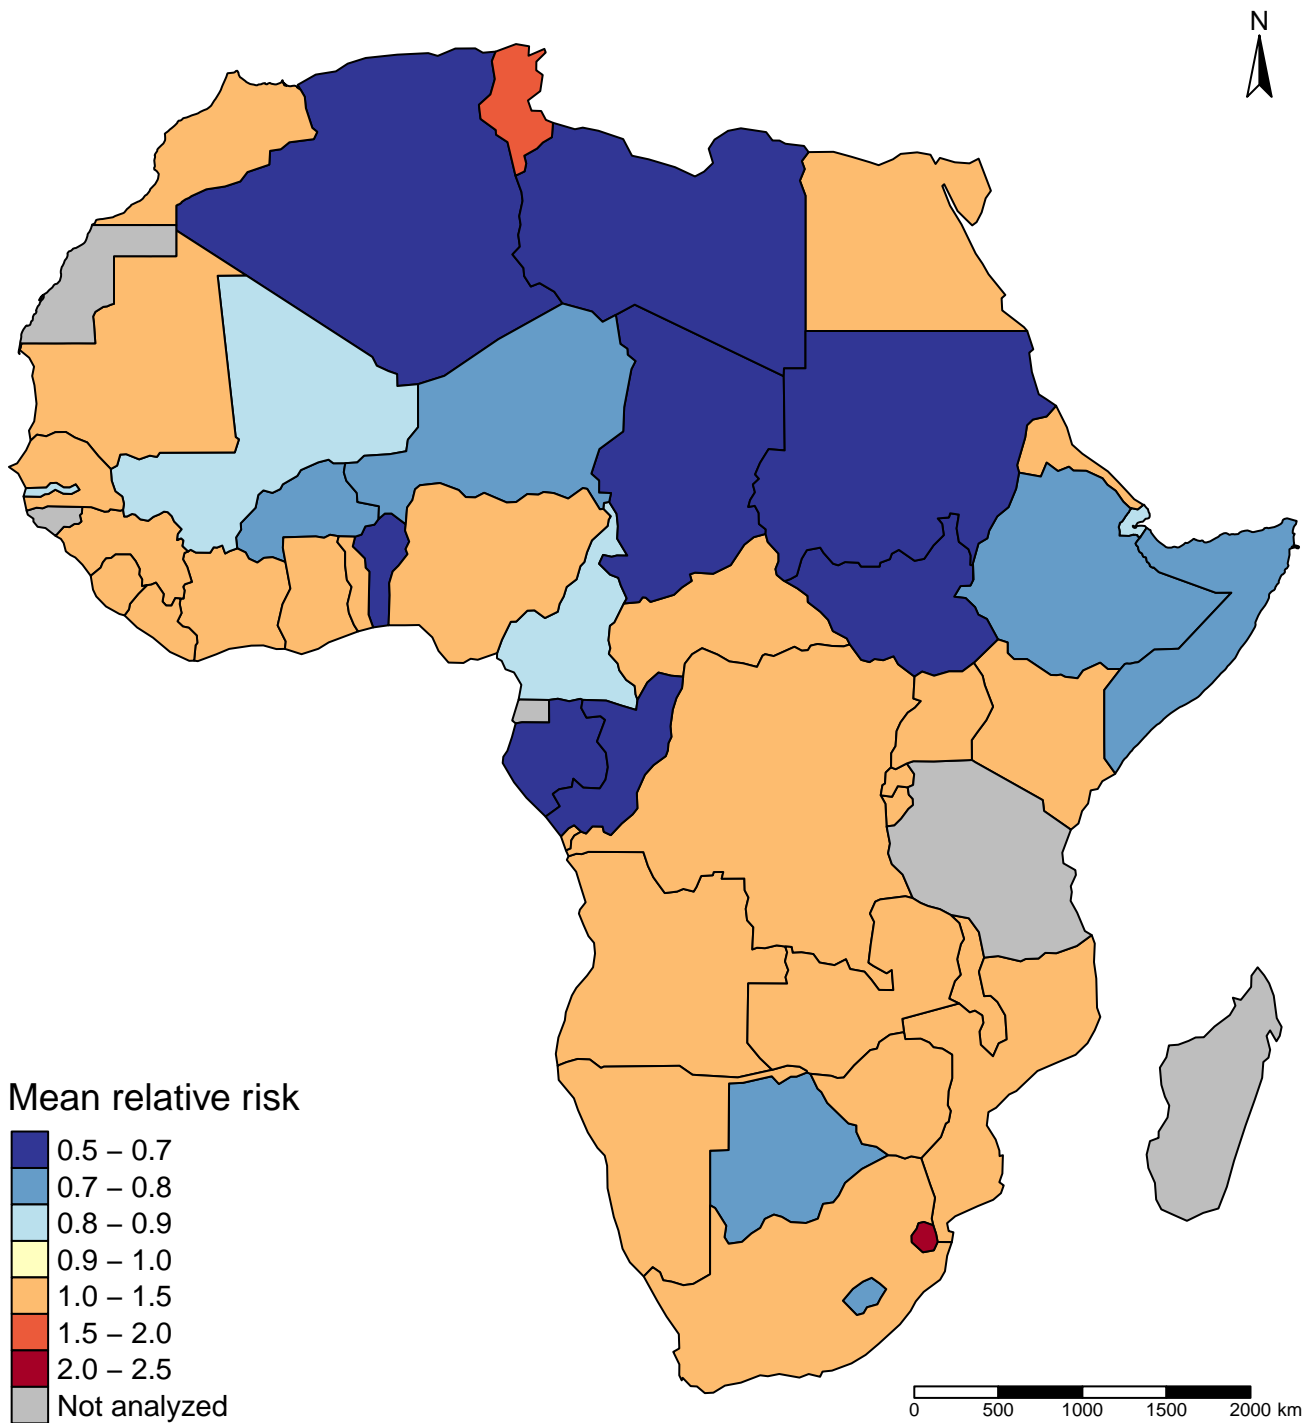 N
Mean relative risk
0.5 – 0.7
0.7 – 0.8
0.8 – 0.9
0.9 – 1.0
1.0 – 1.5
1.5 – 2.0
2.0 – 2.5
Not analyzed
0 500 1000 1500 2000 km